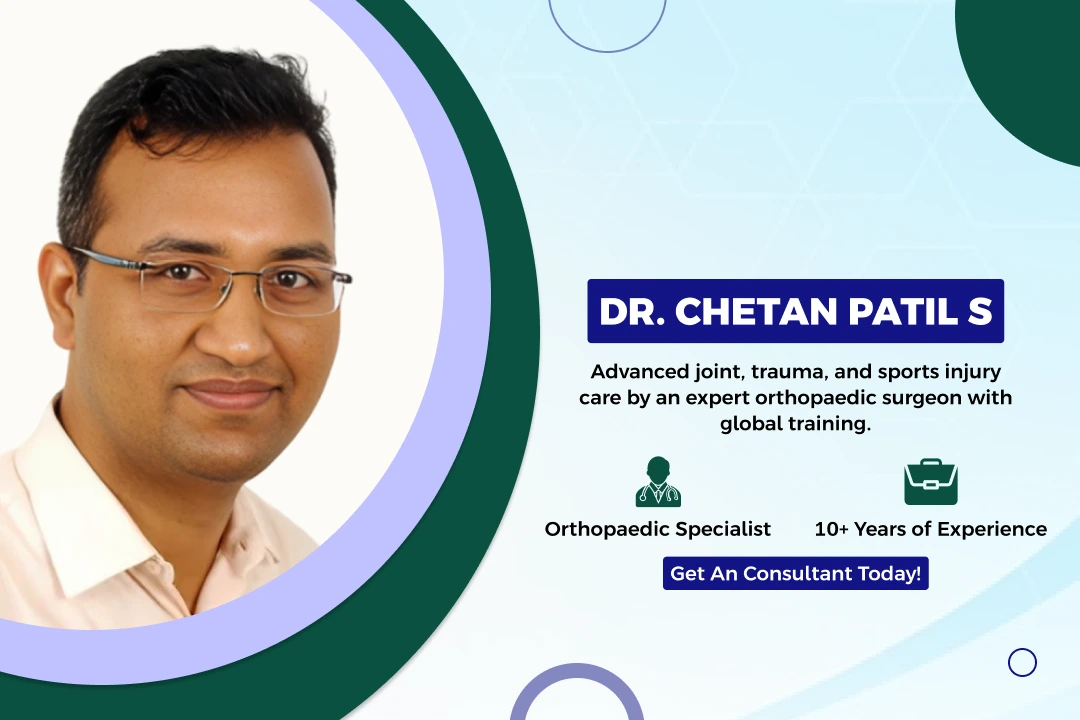 DR. CHETAN PATIL S
Advanced joint, trauma, and sports injury
care by an expert orthopaedic surgeon with
global training.
Orthopaedic Specialist
10+ Years of Experience
Get An Consultant Today!